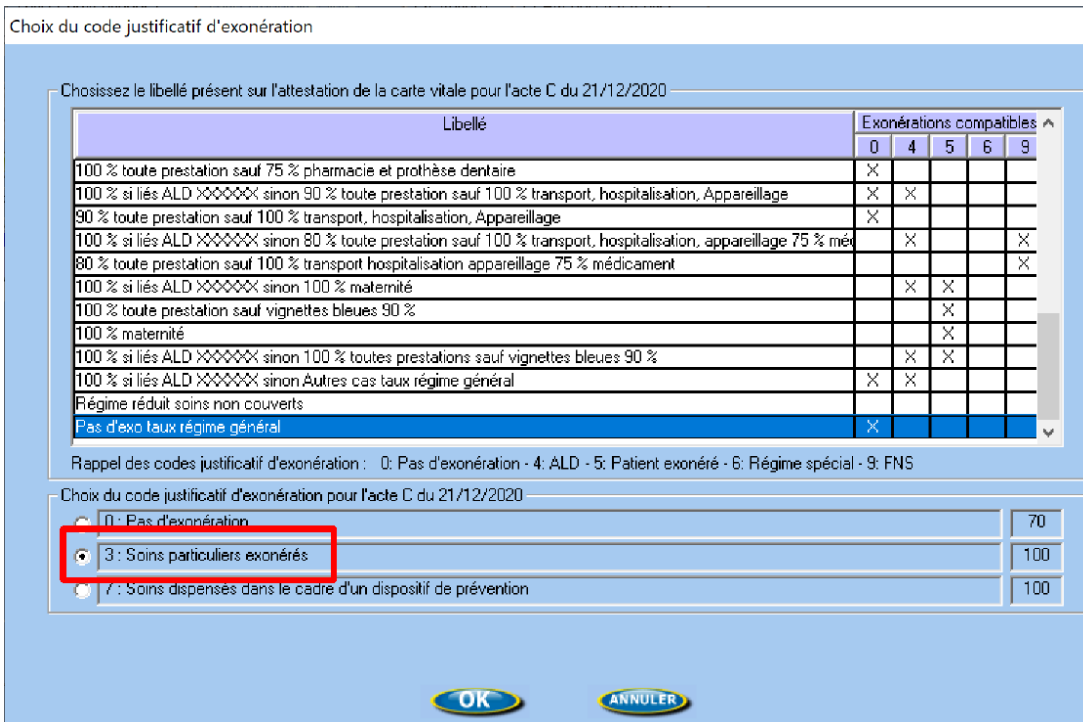 Choix du code justificatif d'exonération
Chosissez le libellé présent sur l'attestation de la carte vitale pour l'acte C du 21/12/2020
Libellé Exonérations compatibles
0 4 5 6 9
100 % toute prestation sauf 75 % pharmacie et prothèse dentaire X
100 % si liés ALD XXXXXX sinon 90 % toute prestation sauf 100 % transport, hospitalisation, Appareillage X X
90 % toute prestation sauf 100 % transport, hospitalisation, Appareillage X
100 % si liés ALD XXXXXX sinon 80 % toute prestation sauf 100 % transport, hospitalisation, appareillage 75 % méd X X
80 % toute prestation sauf 100 % transport hospitalisation appareillage 75 % médicament X
100 % si liés ALD XXXXXX sinon 100 % maternité X X
100 % toute prestation sauf vignettes bleues 90 % X
100 % maternité X
100 % si liés ALD XXXXXX sinon 100 % toutes prestations sauf vignettes bleues 90 % X X
100 % si liés ALD XXXXXX sinon Autres cas taux régime général X X
Régime réduit soins non couverts
Pas d'exo taux régime général X
Rappel des codes justificatif d'exonération : 0: Pas d'exonération - 4: ALD - 5: Patient exonéré - 6: Régime spécial - 9: FNS
Choix du code justificatif d'exonération pour l'acte C du 21/12/2020
0 : Pas d'exonération 70
3 : Soins particuliers exonérés 100
7 : Soins dispensés dans le cadre d'un dispositif de prévention 100
OK ANNULER